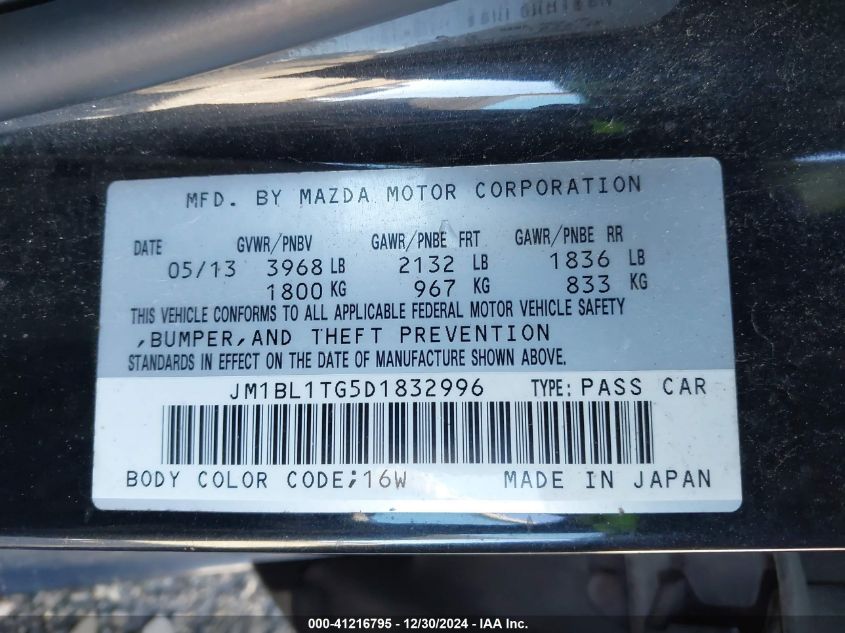 MFD. BY MAZDA MOTOR CORPORATION
DATE GVWR/PNBV GAWR/PNBE FRT GAWR/PNBE RR
05/13 3968 LB 2132 LB 1836 LB
1800 KG 967 KG 833 KG
THIS VEHICLE CONFORMS TO ALL APPLICABLE FEDERAL MOTOR VEHICLE SAFETY
,BUMPER,AND THEFT PREVENTION
STANDARDS IN EFFECT ON THE DATE OF MANUFACTURE SHOWN ABOVE.
JM1BL1TG5D1832996 TYPE: PASS CAR
BODY COLOR CODE;16W MADE IN JAPAN
000-41216795 - 12/30/2024 - IAA Inc.